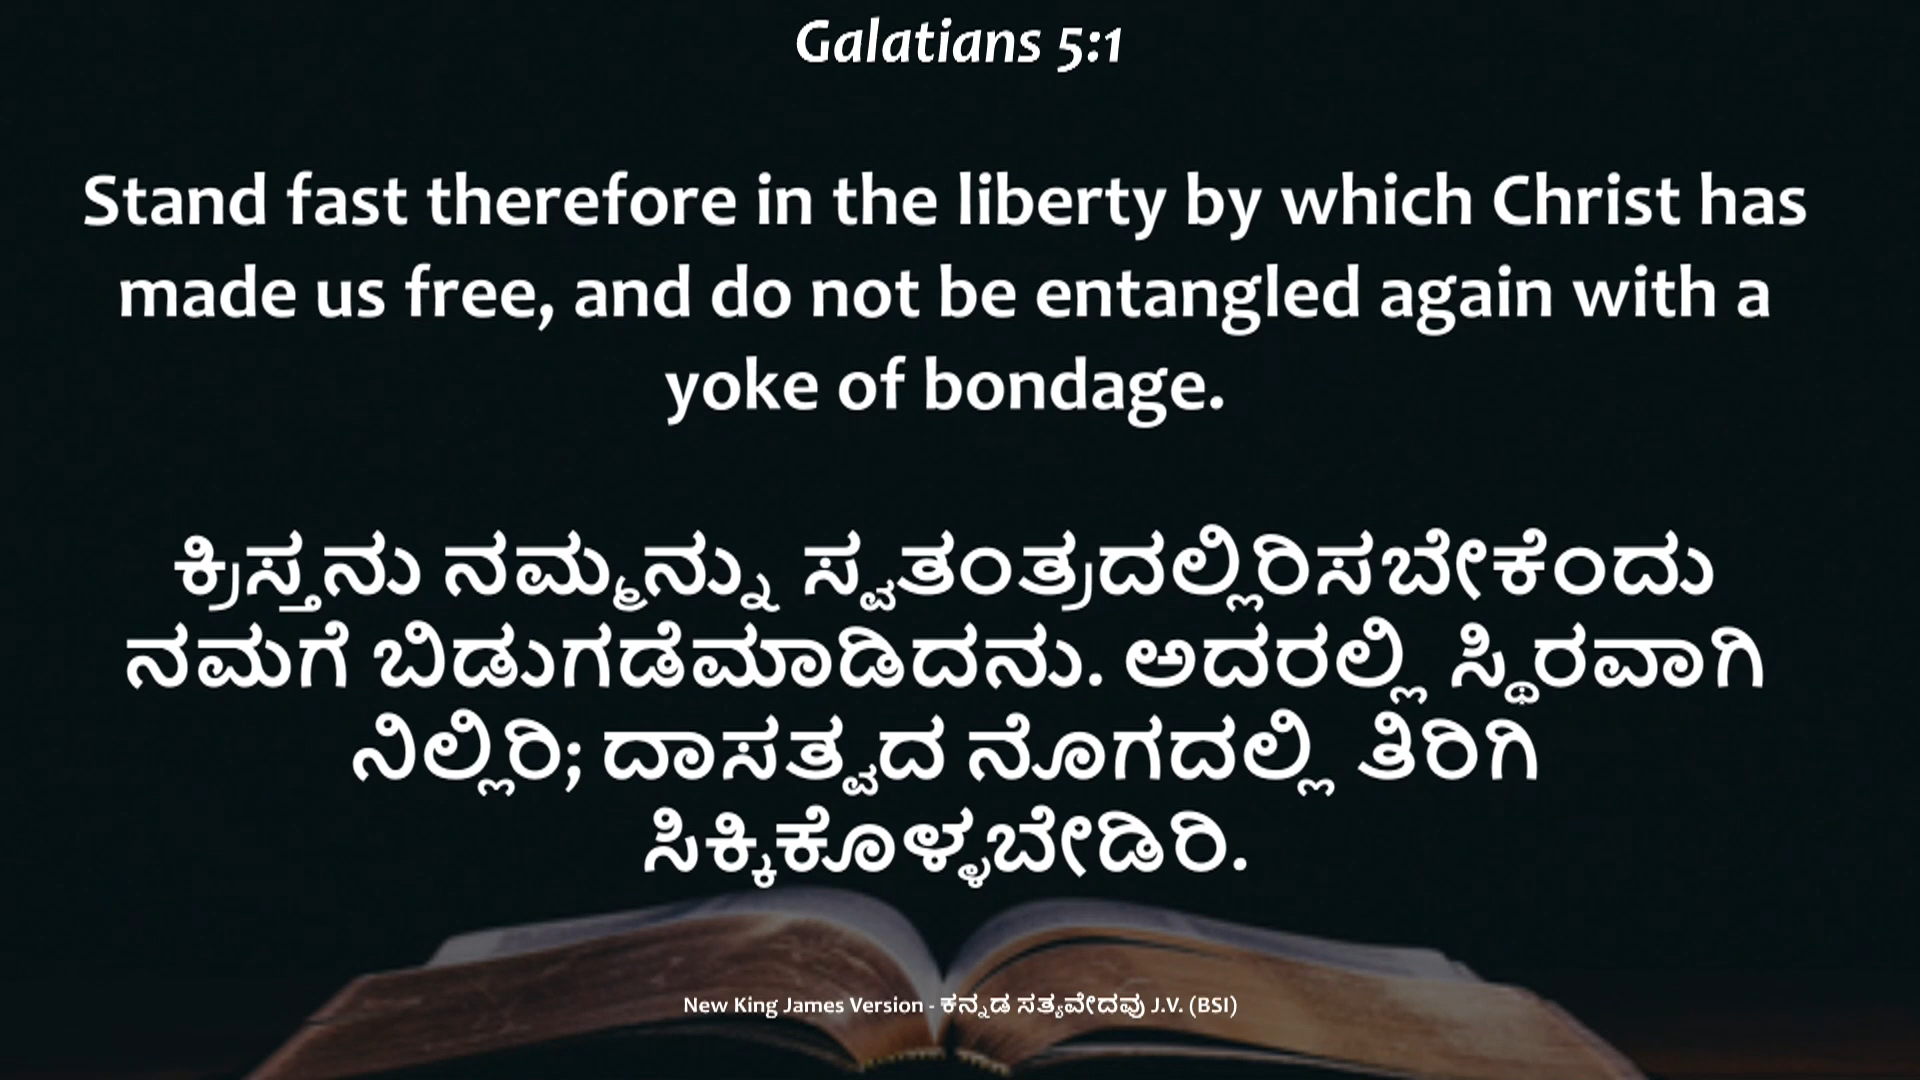 Galatians 5:1
Stand fast therefore in the liberty by which Christ has
made us free, and do not be entangled again with a
yoke of bondage.
ಕ್ರಿಸ್ತನು ನಮ್ಮನ್ನು ಸ್ವತಂತ್ರದಲ್ಲಿರಿಸಬೇಕೆಂದು
ನಮಗೆ ಬಿಡುಗಡೆಮಾಡಿದನು. ಅದರಲ್ಲಿ ಸ್ಥಿರವಾಗಿ
ನಿಲ್ಲಿರಿ; ದಾಸತ್ವದ ನೊಗದಲ್ಲಿ ತಿರಿಗಿ
ಸಿಕ್ಕಿಕೊಳ್ಳಬೇಡಿರಿ.
New King James Version - ಕನ್ನಡ ಸತ್ಯವೇದವು J.V. (BSI)